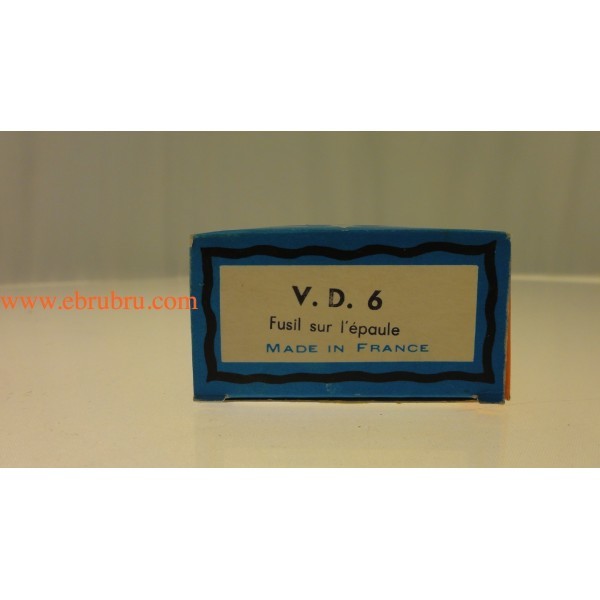 www.ebrubru.com
V. D. 6
Fusil sur l'épaule
MADE IN FRANCE